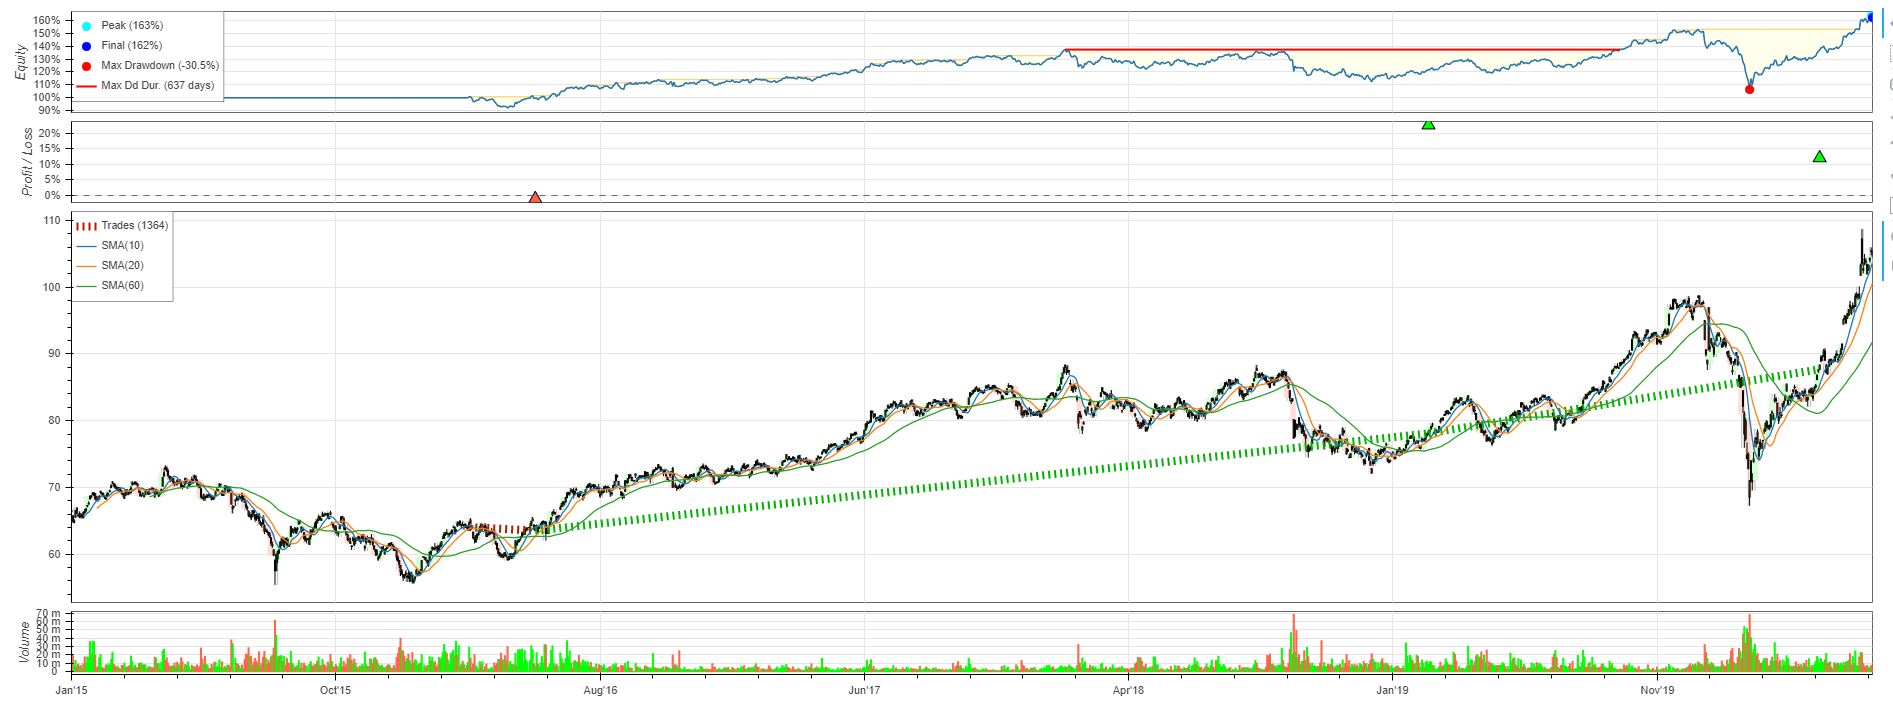 160%
150%
140%
130%
120%
110%
100%
90%
Equity
Peak (163%)
Final (162%)
Max Drawdown (-30.5%)
Max Dd Dur. (637 days)
20%
15%
10%
5%
0%
Profit / Loss
110
100
90
80
70
60
Trades (1364)
SMA(10)
SMA(20)
SMA(60)
70 m
60 m
50 m
40 m
30 m
20 m
10 m
0
Volume
Jan'15
Oct'15
Aug'16
Jun'17
Apr'18
Jan'19
Nov'19